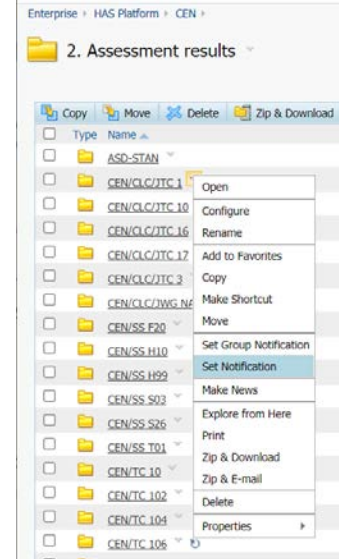 Enterprise › HAS Platform › CEN ›
2. Assessment results
Copy Move Delete Zip & Download
Type Name
ASD-STAN
CEN/CLC/JTC 1
CEN/CLC/JTC 10
CEN/CLC/JTC 16
CEN/CLC/JTC 17
CEN/CLC/JTC 3
CEN/CLC/JWG
CEN/SS F20
CEN/SS H10
CEN/SS H99
CEN/SS S03
CEN/SS S26
CEN/SS T01
CEN/TC 10
CEN/TC 102
CEN/TC 104
CEN/TC 106
Open
Configure
Rename
Add to Favorites
Copy
Make Shortcut
Move
Set Group Notification
Set Notification
Make News
Explore from Here
Print
Zip & Download
Zip & E-mail
Delete
Properties